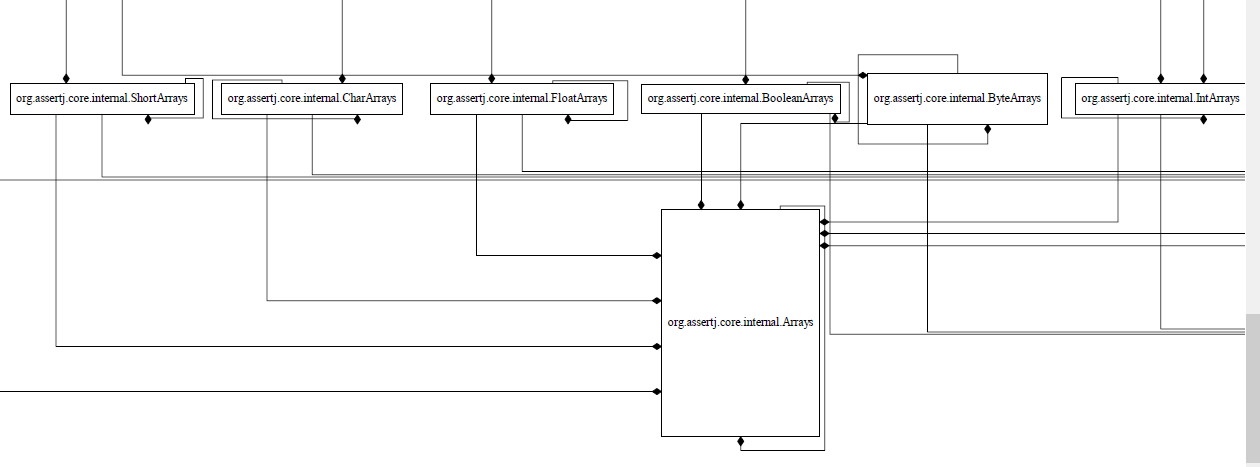 org.assertj.core.internal.ShortArrays
org.assertj.core.internal.CharArrays
org.assertj.core.internal.FloatArrays
org.assertj.core.internal.BooleanArrays
org.assertj.core.internal.ByteArrays
org.assertj.core.internal.IntArrays
org.assertj.core.internal.Arrays